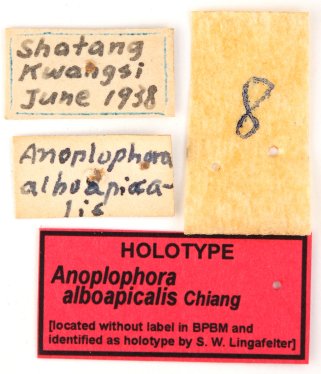 Shatang
Kwangsi
June 1938
8
Anoplophora
alboapica-
lis
HOLOTYPE
Anoplophora
alboapicalis Chiang
[located without label in BPBM and
identified as holotype by S. W. Lingafelter]